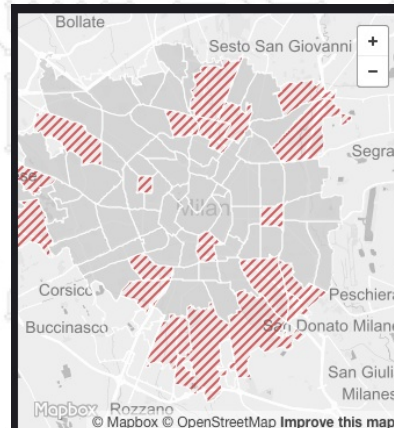 Bollate
Sesto San Giovanni
+
−
Segra
Milan
Corsico
Peschiera
Buccinasco
San Donato Milane
San Giuli
Milanes
Mapbox
Rozzano
© Mapbox © OpenStreetMap Improve this map